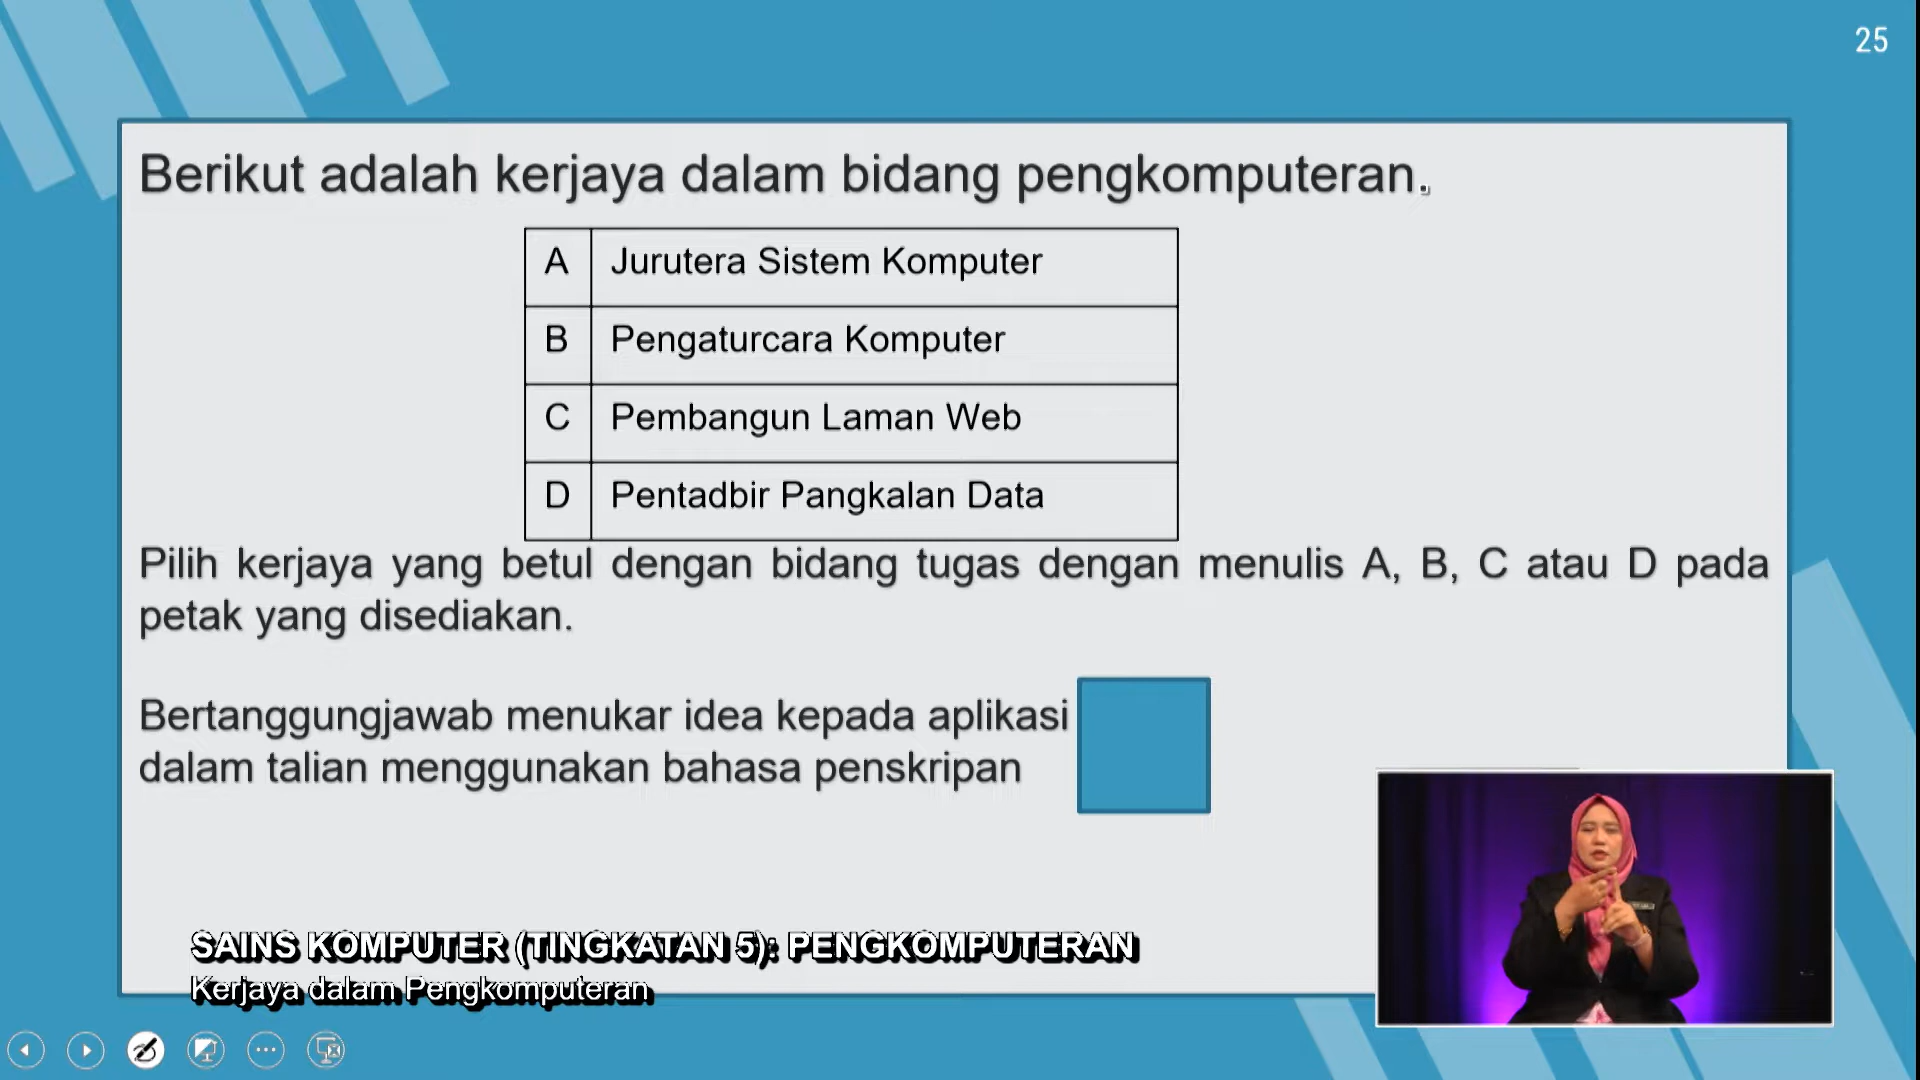 25
Berikut adalah kerjaya dalam bidang pengkomputeran.
A Jurutera Sistem Komputer
B Pengaturcara Komputer
C Pembangun Laman Web
D Pentadbir Pangkalan Data
Pilih kerjaya yang betul dengan bidang tugas dengan menulis A, B, C atau D pada
petak yang disediakan.
Bertanggungjawab menukar idea kepada aplikasi
dalam talian menggunakan bahasa penskripan
SAINS KOMPUTER (TINGKATAN 5): PENGKOMPUTERAN
Kerjaya dalam Pengkomputeran